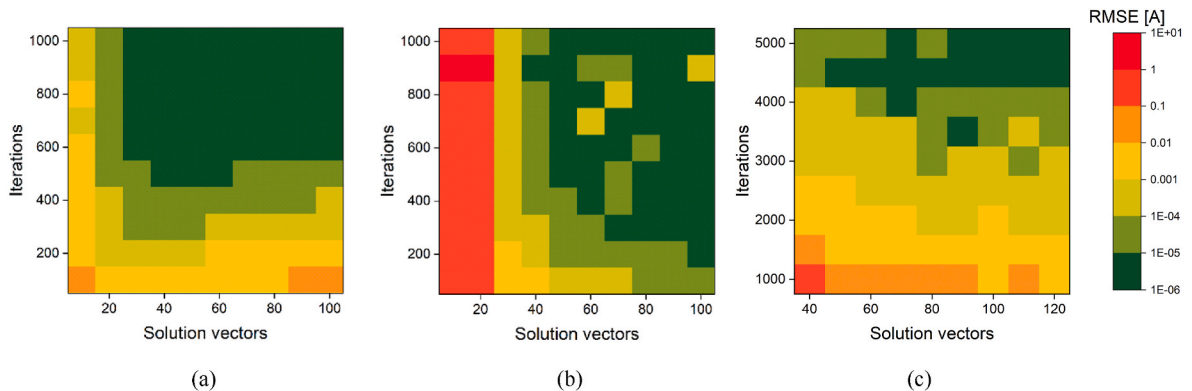 RMSE [A]
1000
800
600
400
200
Iterations
20 40 60 80 100
Solution vectors
(a)
1000
800
600
400
200
Iterations
20 40 60 80 100
Solution vectors
(b)
5000
4000
3000
2000
1000
Iterations
40 60 80 100 120
Solution vectors
(c)
1E+01
1
0.1
0.01
0.001
1E-04
1E-05
1E-06